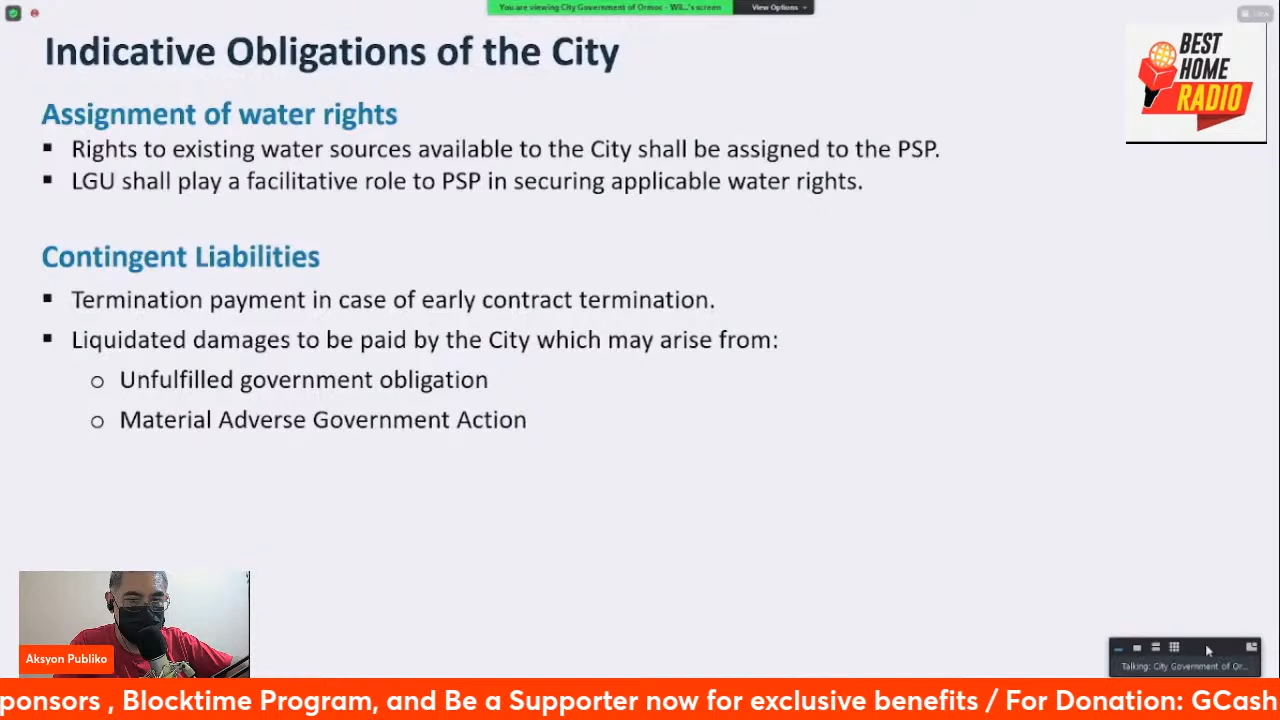 You are viewing City Government of Ormoc - Wil...'s screen
View Options
View
Indicative Obligations of the City
BEST
HOME
RADIO
Assignment of water rights
▪ Rights to existing water sources available to the City shall be assigned to the PSP.
▪ LGU shall play a facilitative role to PSP in securing applicable water rights.
Contingent Liabilities
▪ Termination payment in case of early contract termination.
▪ Liquidated damages to be paid by the City which may arise from:
o Unfulfilled government obligation
o Material Adverse Government Action
Aksyon Publiko
Talking: City Government of Or...
ponsors , Blocktime Program, and Be a Supporter now for exclusive benefits / For Donation: GCash